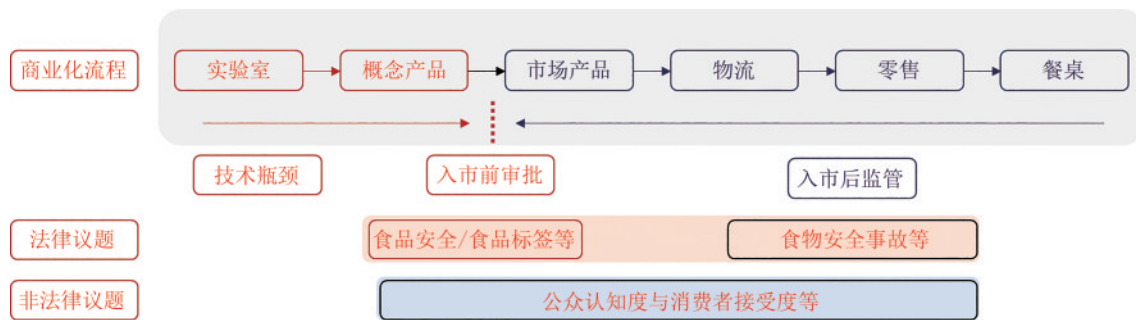 商业化流程 实验室 概念产品 市场产品 物流 零售 餐桌
技术瓶颈 入市前审批 入市后监管
法律议题 食品安全/食品标签等 食物安全事故等
非法律议题 公众认知度与消费者接受度等